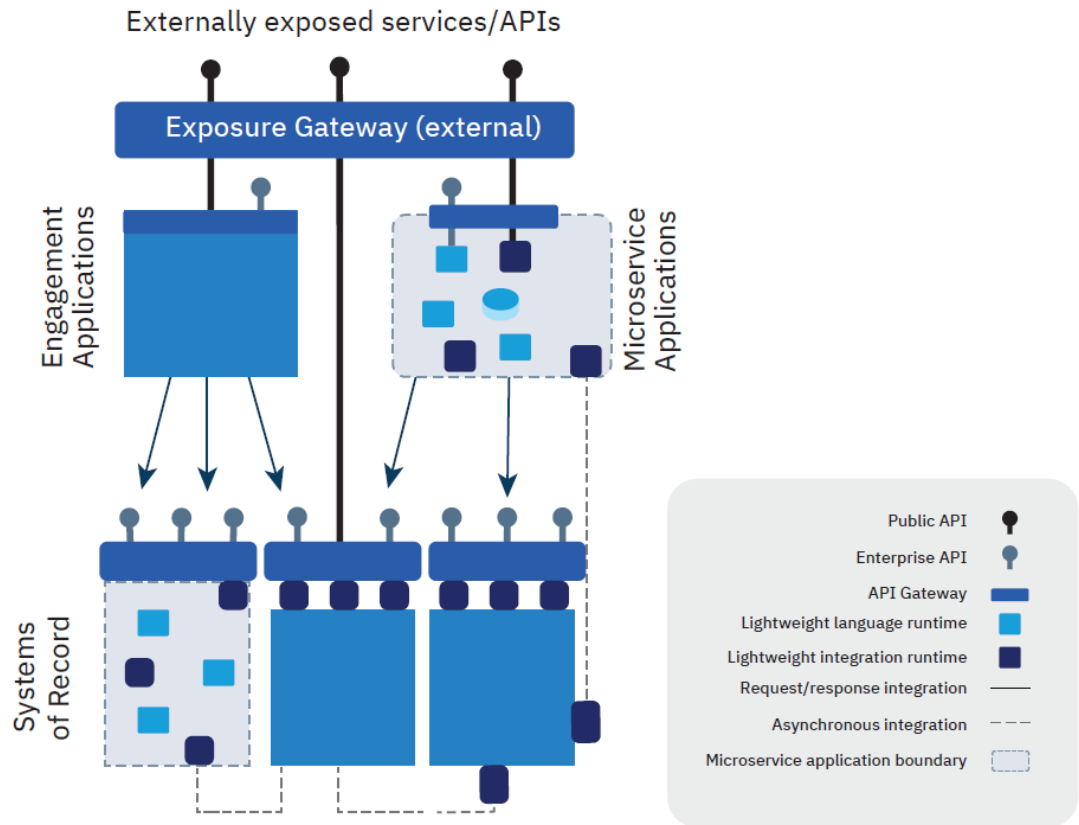 Externally exposed services/APIs
Exposure Gateway (external)
Engagement
Applications
Microservice
Applications
Systems
of Record
Public API
Enterprise API
API Gateway
Lightweight language runtime
Lightweight integration runtime
Request/response integration
Asynchronous integration
Microservice application boundary